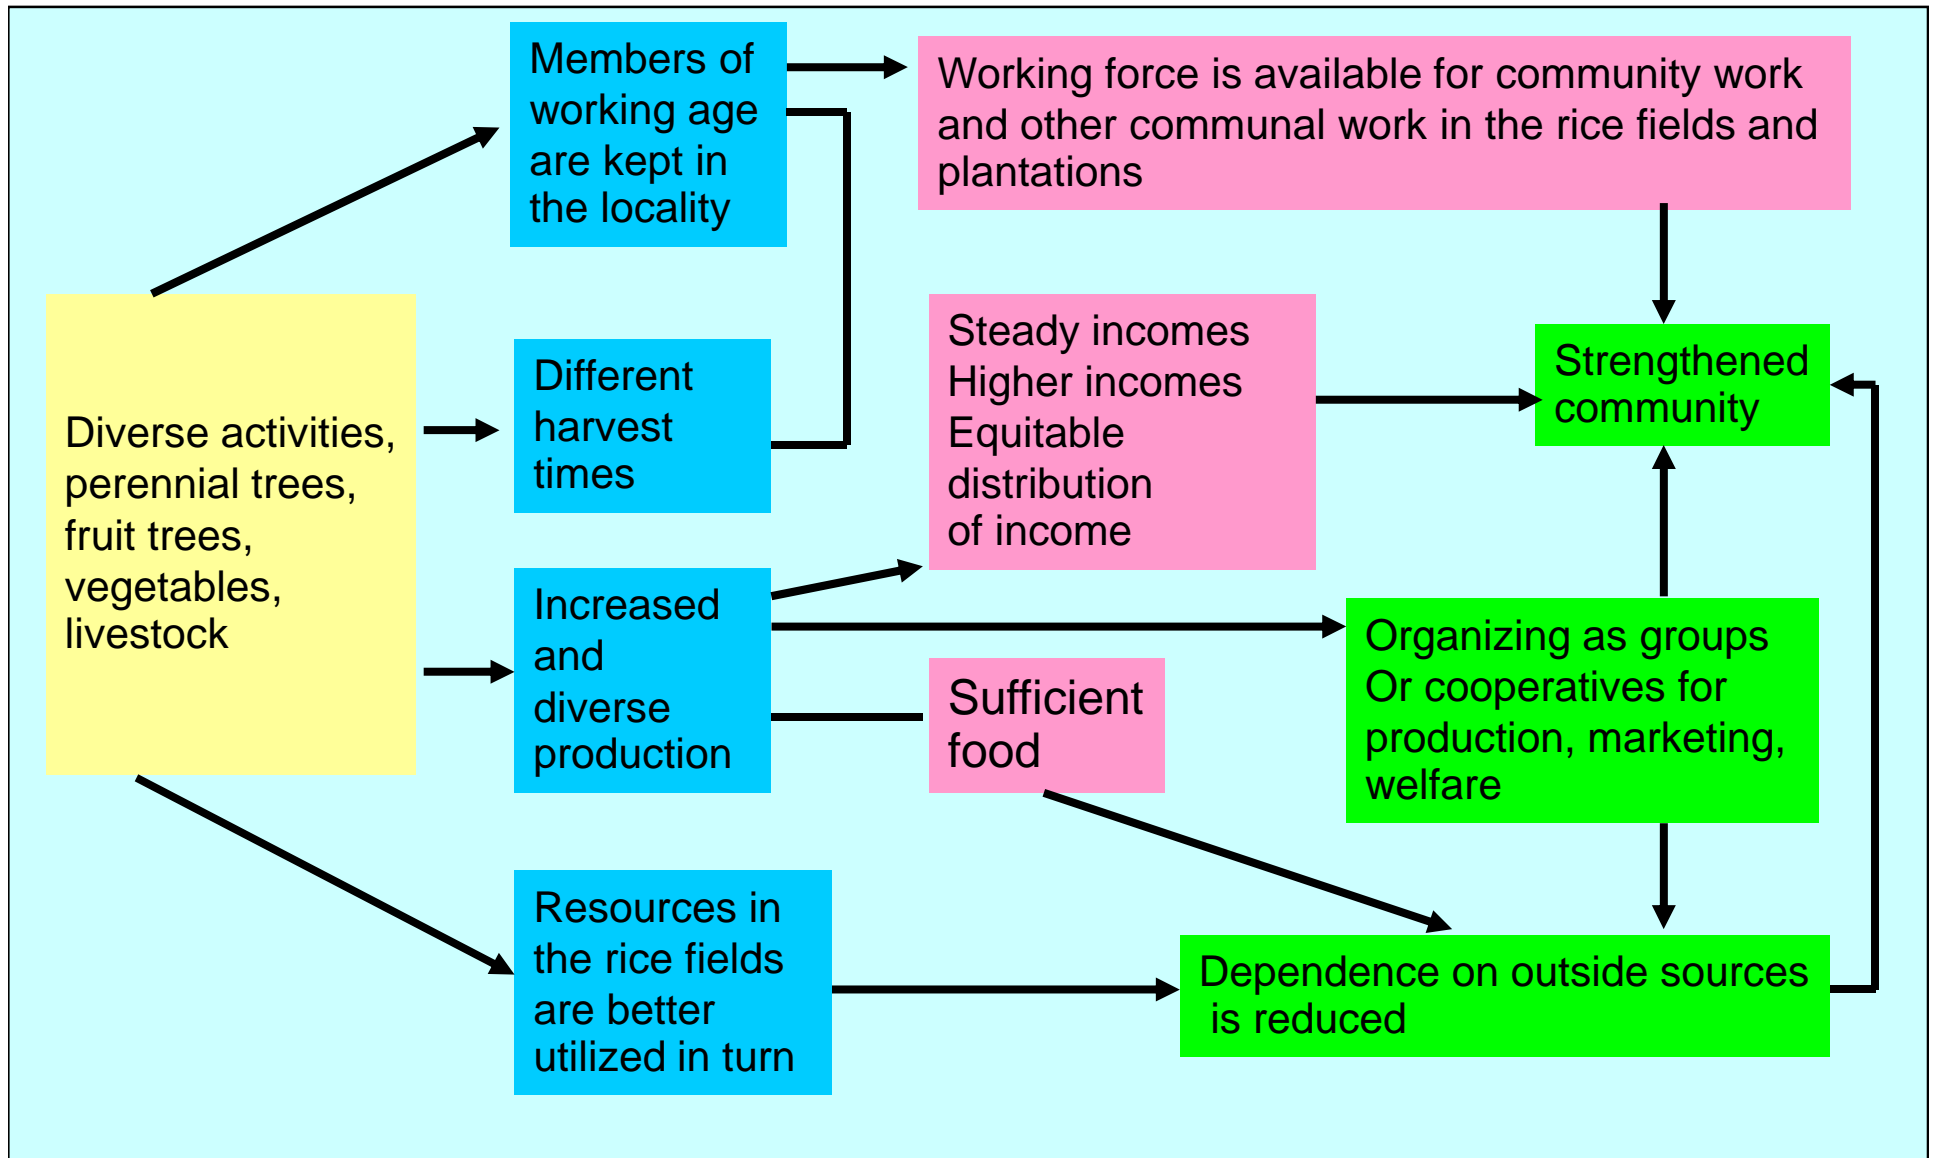 Members of
working age
are kept in
the locality
Working force is available for community work
and other communal work in the rice fields and
plantations
Diverse activities,
perennial trees,
fruit trees,
vegetables,
livestock
Different
harvest
times
Steady incomes
Higher incomes
Equitable
distribution
of income
Strengthened
community
Increased
and
diverse
production
Sufficient
food
Organizing as groups
Or cooperatives for
production, marketing,
welfare
Resources in
the rice fields
are better
utilized in turn
Dependence on outside sources
is reduced